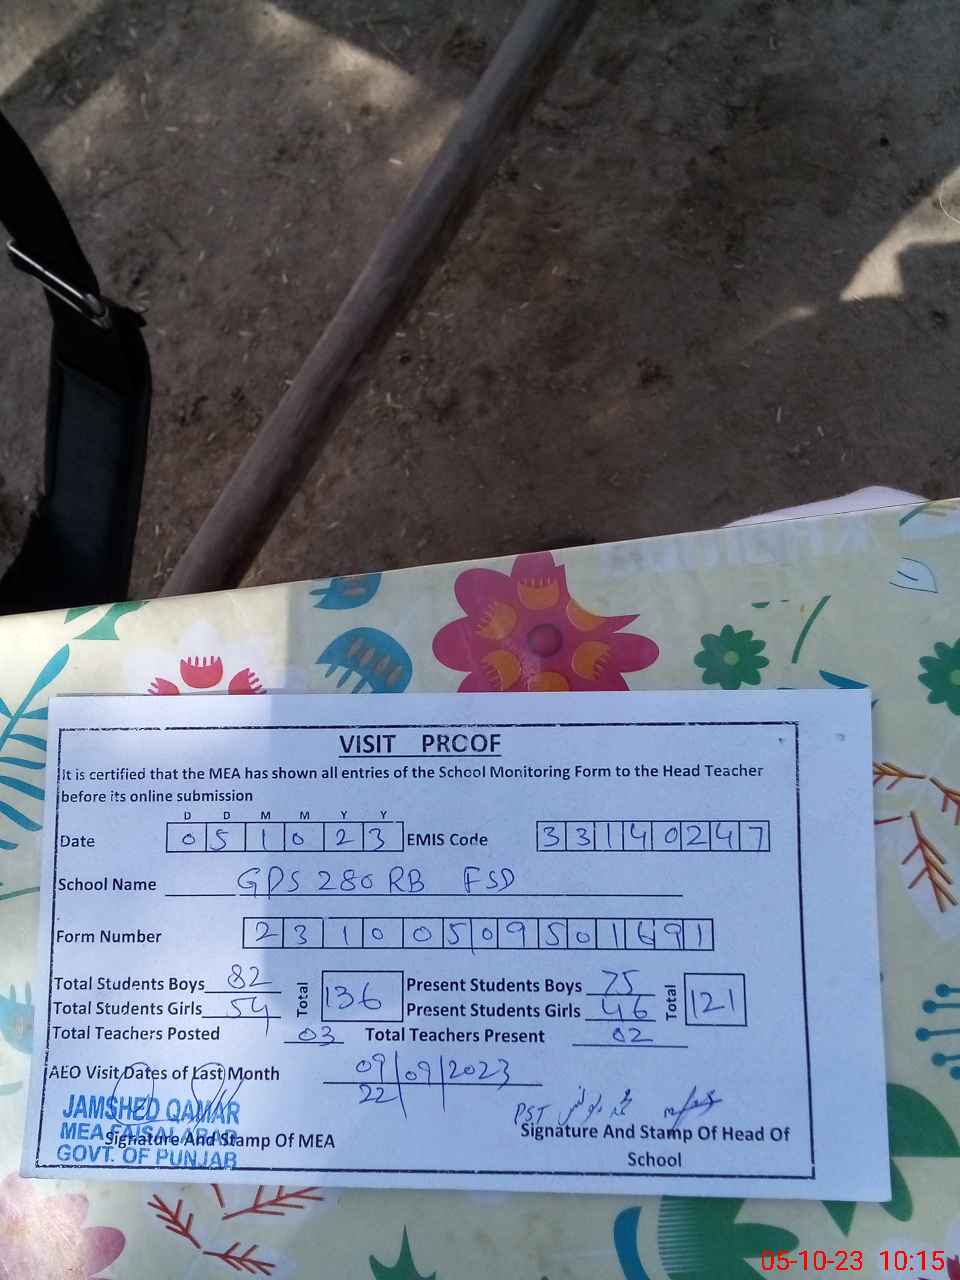 VISIT PROOF
It is certified that the MEA has shown all entries of the School Monitoring Form to the Head Teacher
before its online submission
D D M M Y Y
Date 0 5 1 0 2 3 EMIS Code 3 3 1 4 0 2 4 7
School Name GPS 280 RB FSD
Form Number 2 3 1 0 0 5 0 9 5 0 1 6 9 1
Total Students Boys 82 Total 136 Present Students Boys 75 Total 121
Total Students Girls 54 Present Students Girls 46
Total Teachers Posted 03 Total Teachers Present 02
AEO Visit Dates of Last Month 09/09/2023
22
JAMSHED QAMAR
MEA FAISALABAD
GOVT. OF PUNJAB
Signature And Stamp Of MEA
PST
Signature And Stamp Of Head Of
School
05-10-23 10:15